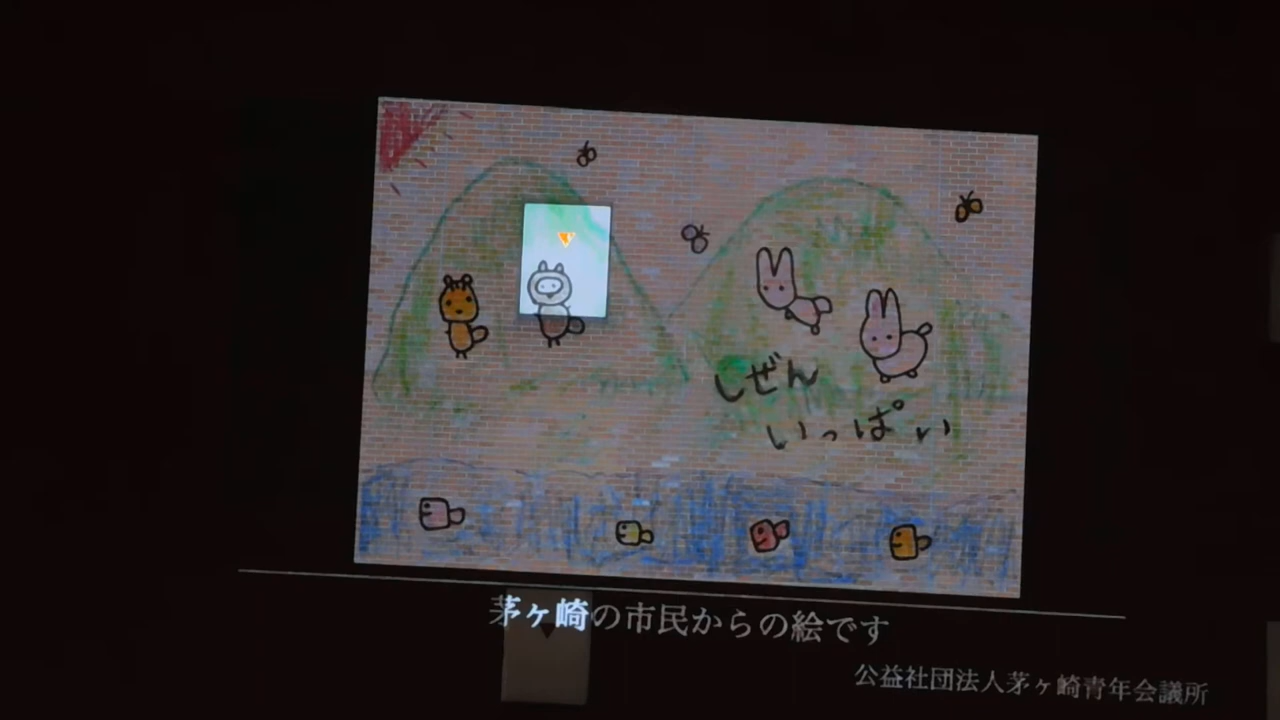 しぜん
いっぱい
茅ヶ崎の市民からの絵です
公益社団法人茅ヶ崎青年会議所